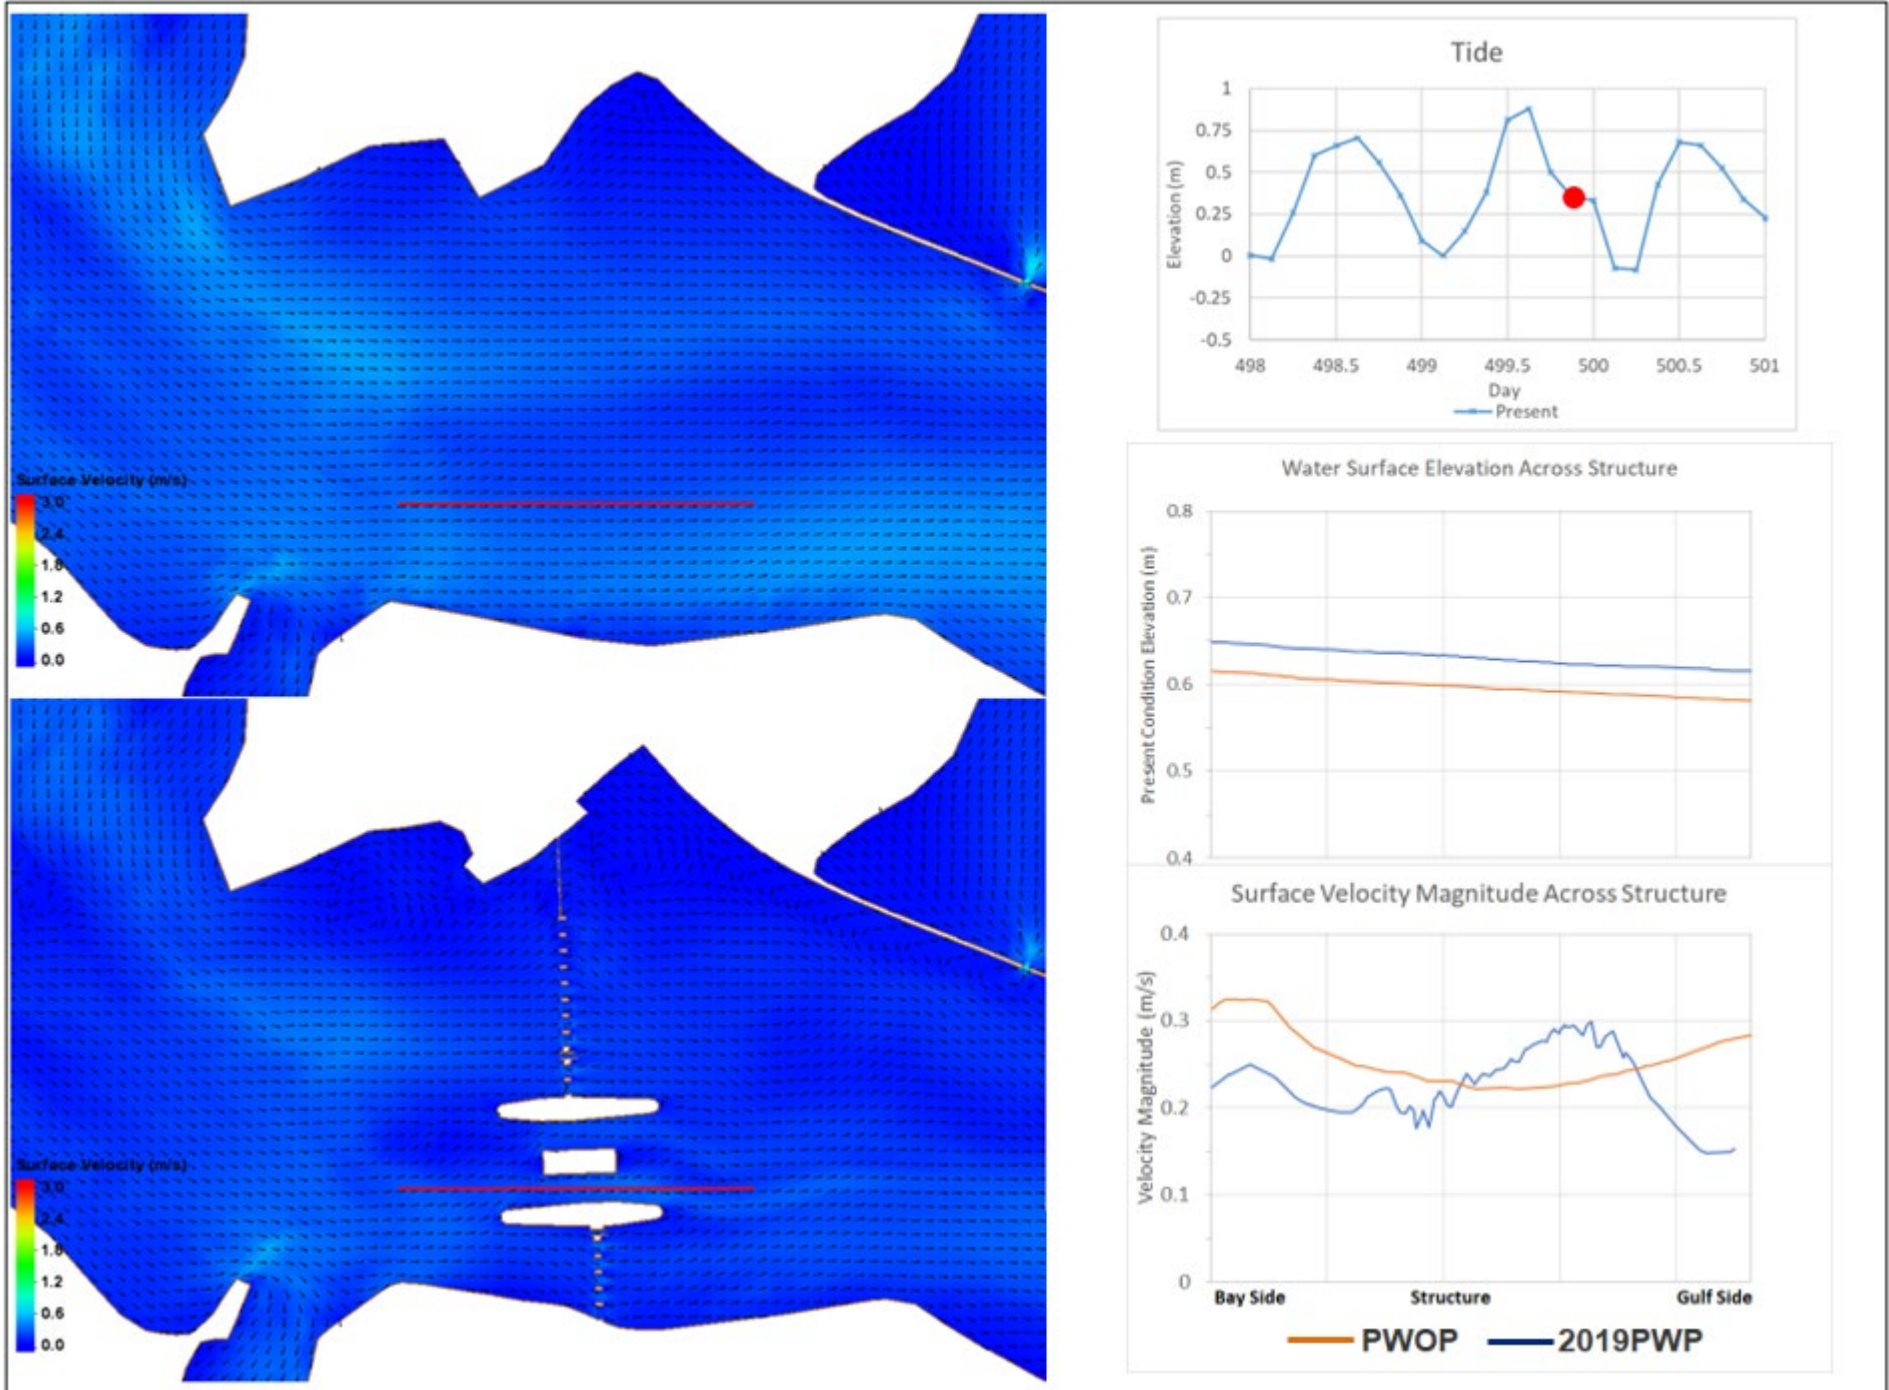 Surface Velocity (m/s)
3.0
2.4
1.8
1.2
0.6
0.0
Surface Velocity (m/s)
3.0
2.4
1.8
1.2
0.6
0.0
Tide
Elevation (m)
1
0.75
0.5
0.25
0
-0.25
-0.5
498 498.5 499 499.5 500 500.5 501
Day
Present
Water Surface Elevation Across Structure
Present Condition Elevation (m)
0.8
0.7
0.6
0.5
0.4
Surface Velocity Magnitude Across Structure
Velocity Magnitude (m/s)
0.4
0.3
0.2
0.1
0
Bay Side Structure Gulf Side
PWOP 2019PWP